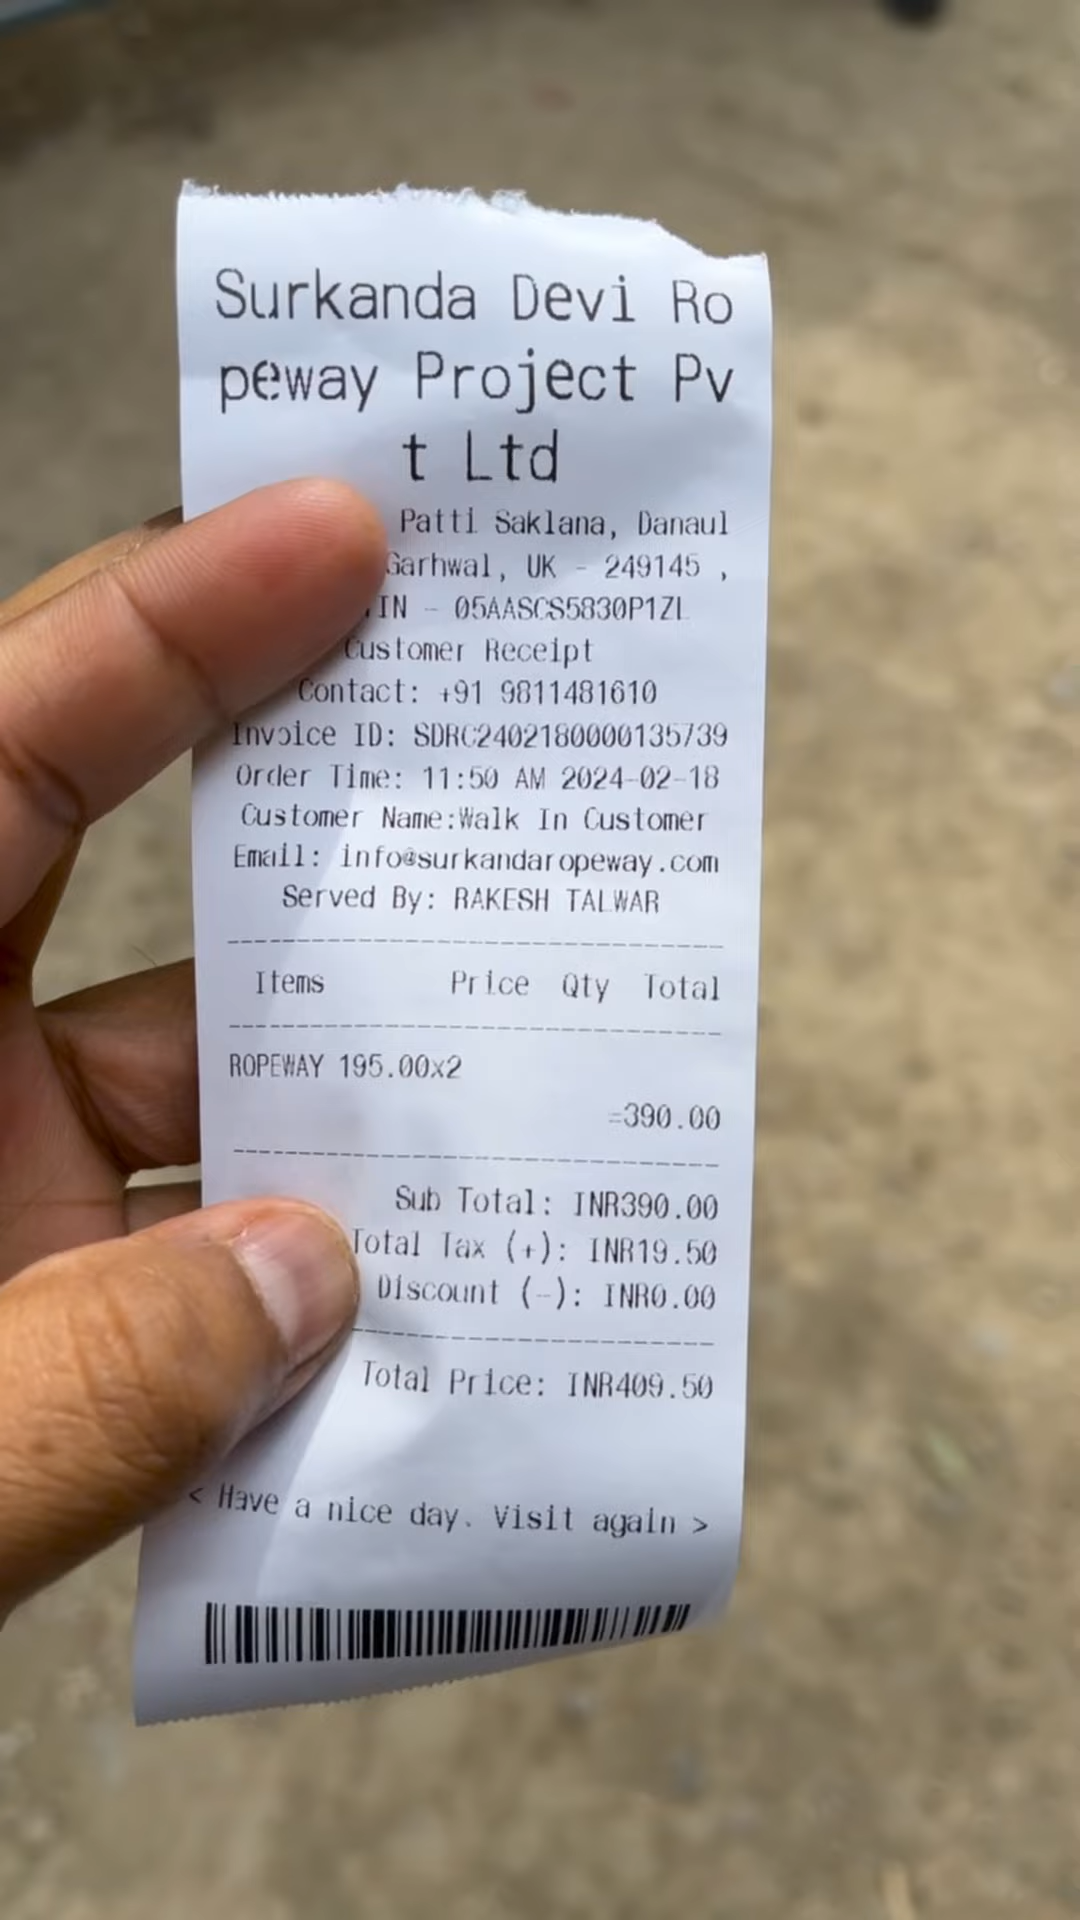 Surkanda Devi Ro
peway Project Pv
t Ltd
Patti Saklana, Danaul
Garhwal, UK - 249145 ,
TIN - 05AASCS5830P1ZL
Customer Receipt
Contact: +91 9811481610
Invoice ID: SDRC2402180000135739
Order Time: 11:50 AM 2024-02-18
Customer Name:Walk In Customer
Email: info@surkandaropeway.com
Served By: RAKESH TALWAR
Items Price Qty Total
ROPEWAY 195.00x2
=390.00
Sub Total: INR390.00
Total Tax (+): INR19.50
Discount (-): INR0.00
Total Price: INR409.50
< Have a nice day. Visit again >